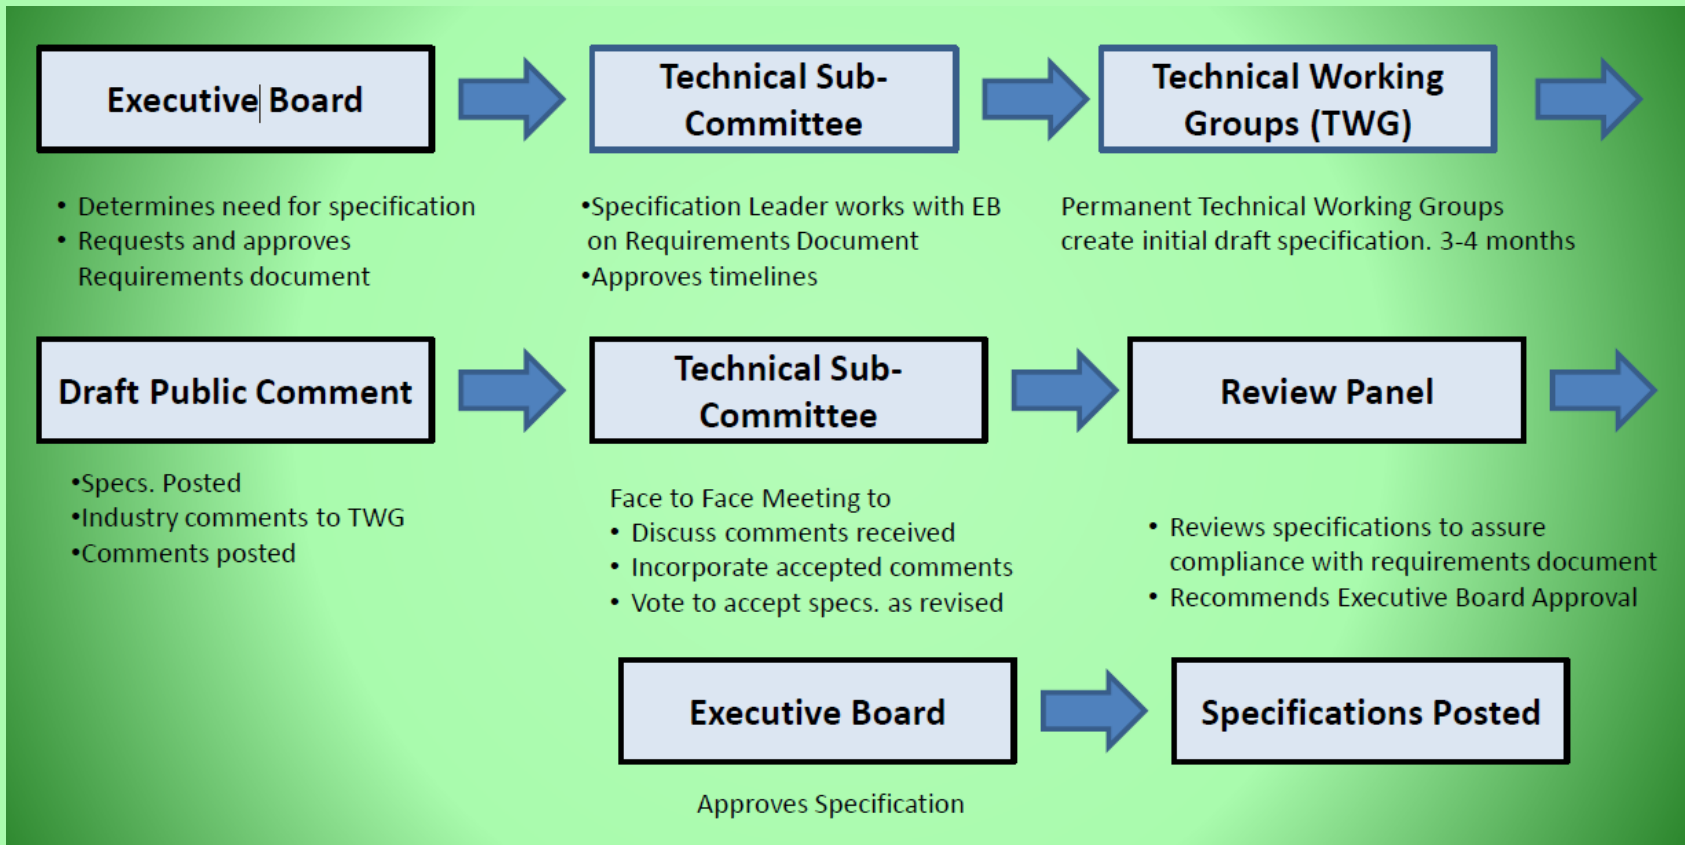 Executive Board
Technical Sub-
Committee
Technical Working
Groups (TWG)
• Determines need for specification
• Requests and approves
Requirements document
•Specification Leader works with EB
on Requirements Document
•Approves timelines
Permanent Technical Working Groups
create initial draft specification. 3-4 months
Draft Public Comment
Technical Sub-
Committee
Review Panel
•Specs. Posted
•Industry comments to TWG
•Comments posted
Face to Face Meeting to
• Discuss comments received
• Incorporate accepted comments
• Vote to accept specs. as revised
• Reviews specifications to assure
compliance with requirements document
• Recommends Executive Board Approval
Executive Board
Specifications Posted
Approves Specification